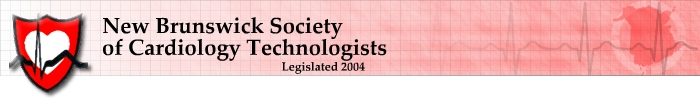 New Brunswick Society
of Cardiology Technologists
Legislated 2004